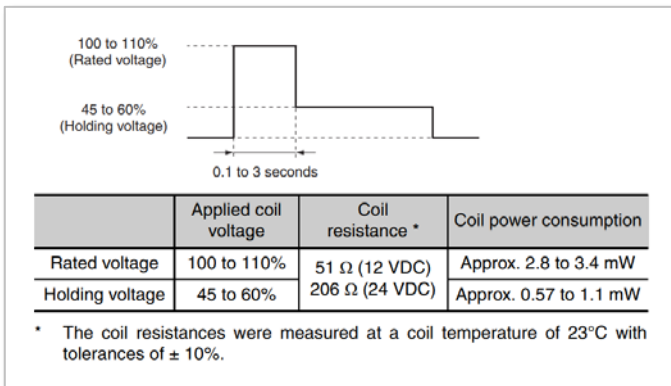 100 to 110%
(Rated voltage)
45 to 60%
(Holding voltage)
0.1 to 3 seconds
Applied coil voltage Coil resistance * Coil power consumption
Rated voltage 100 to 110% 51 Ω (12 VDC) Approx. 2.8 to 3.4 mW
Holding voltage 45 to 60% 206 Ω (24 VDC) Approx. 0.57 to 1.1 mW
* The coil resistances were measured at a coil temperature of 23°C with
tolerances of ± 10%.